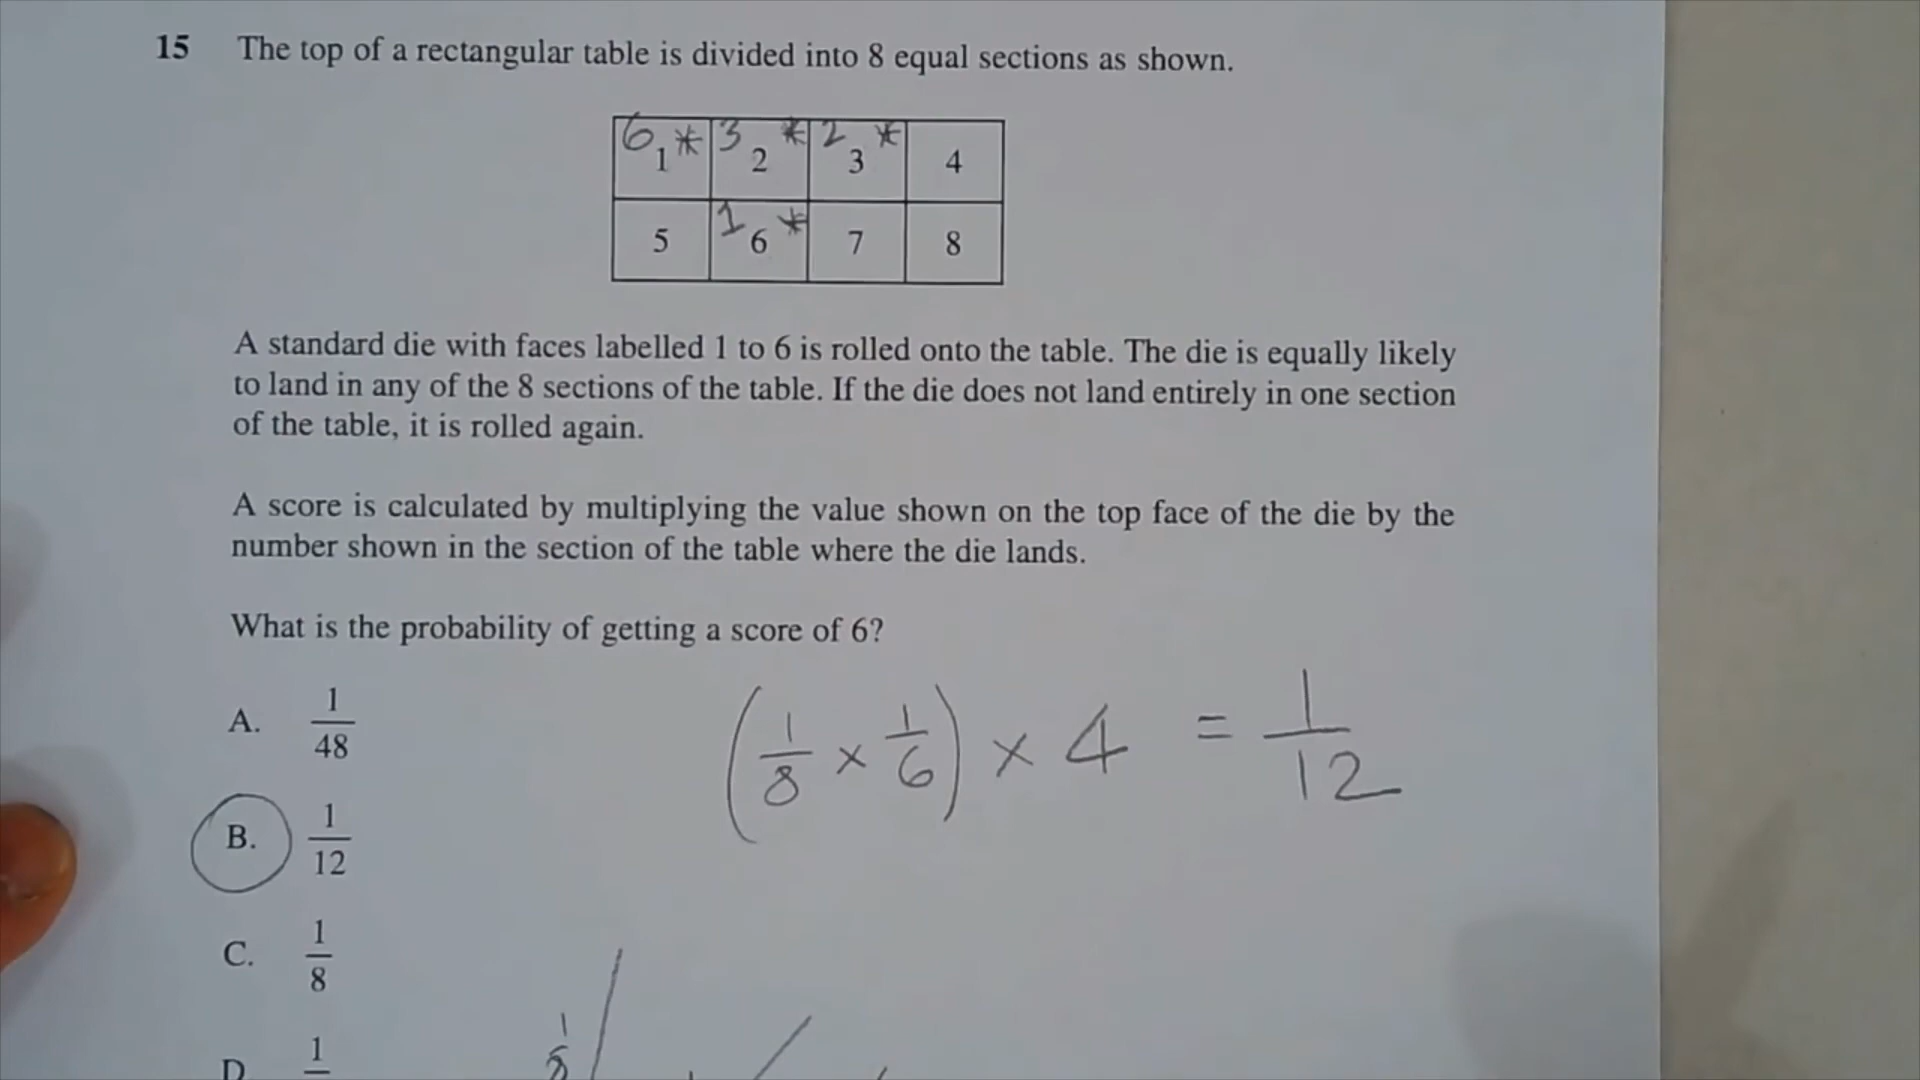 15 The top of a rectangular table is divided into 8 equal sections as shown.
6 1 * 3 2 * 2 3 * 4
5 1 6 * 7 8
A standard die with faces labelled 1 to 6 is rolled onto the table. The die is equally likely
to land in any of the 8 sections of the table. If the die does not land entirely in one section
of the table, it is rolled again.
A score is calculated by multiplying the value shown on the top face of the die by the
number shown in the section of the table where the die lands.
What is the probability of getting a score of 6?
A. 1/48
(1/8 × 1/6) × 4 = 1/12
B. 1/12
C. 1/8
D 1